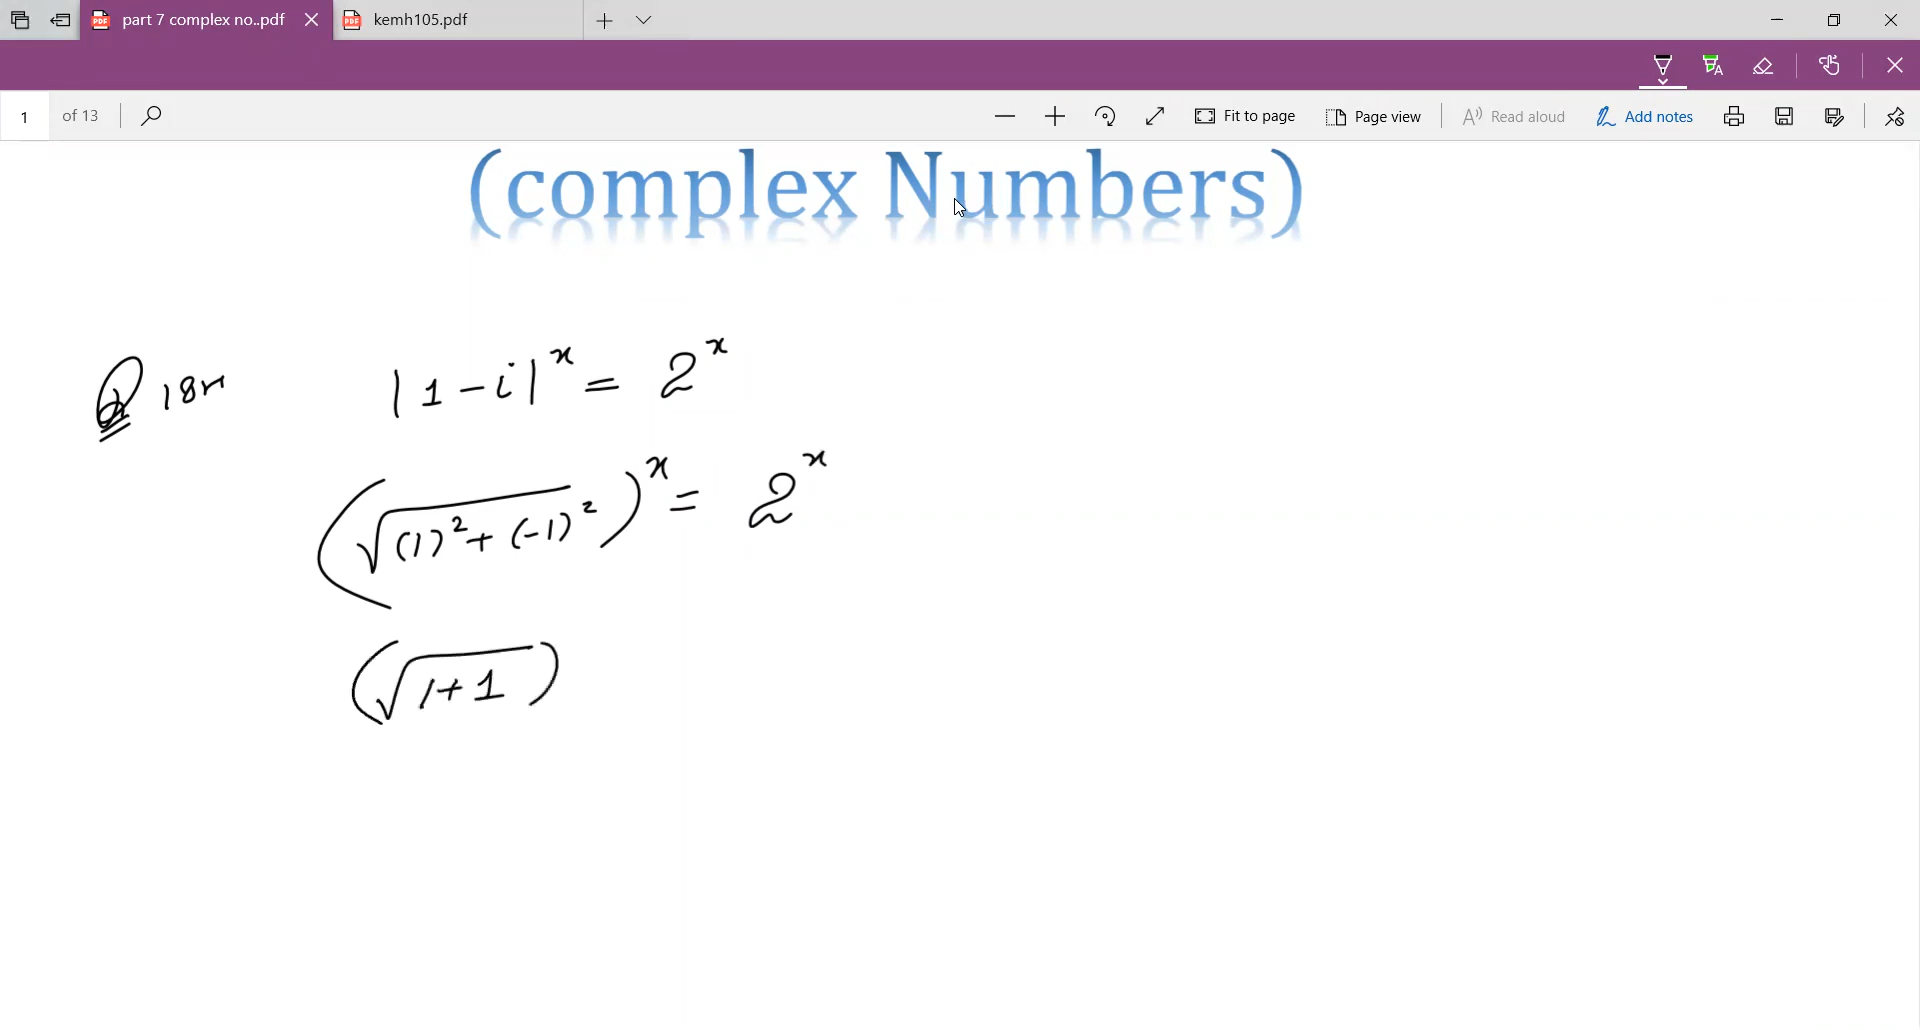 part 7 complex no..pdf
kemh105.pdf
1 of 13
Fit to page
Page view
Read aloud
Add notes
(complex Numbers)
Q 18r |1-i|^x = 2^x
(√(1)²+(-1)²)^x = 2^x
(√1+1)